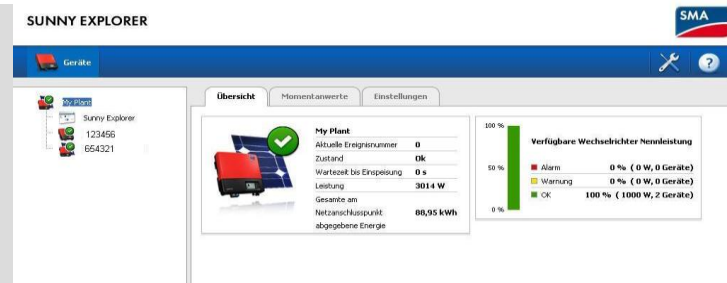 SUNNY EXPLORER
SMA
Geräte
?
My Plant
Sunny Explorer
123456
654321
Übersicht Momentanwerte Einstellungen
My Plant
Aktuelle Ereignisnummer 0
Zustand Ok
Wartezeit bis Einspeisung 0 s
Leistung 3014 W
Gesamte am
Netzanschlusspunkt 88,95 kWh
abgegebene Energie
100 %
50 %
0 %
Verfügbare Wechselrichter Nennleistung
Alarm 0 % ( 0 W, 0 Geräte)
Warnung 0 % ( 0 W, 0 Geräte)
OK 100 % ( 1000 W, 2 Geräte)